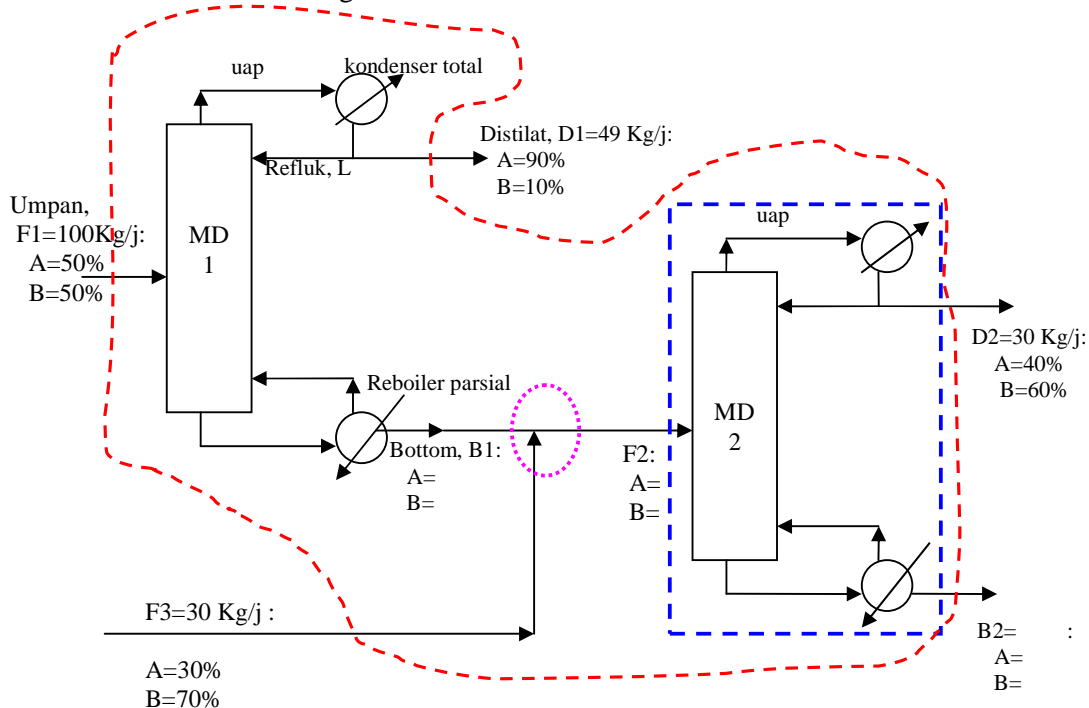 uap
kondenser total
Distilat, D1=49 Kg/j:
A=90%
B=10%
Refluk, L
Umpan,
F1=100Kg/j:
A=50%
B=50%
MD
1
uap
D2=30 Kg/j:
A=40%
B=60%
Reboiler parsial
Bottom, B1:
A=
B=
F2:
A=
B=
MD
2
F3=30 Kg/j :
A=30%
B=70%
B2= :
A=
B=